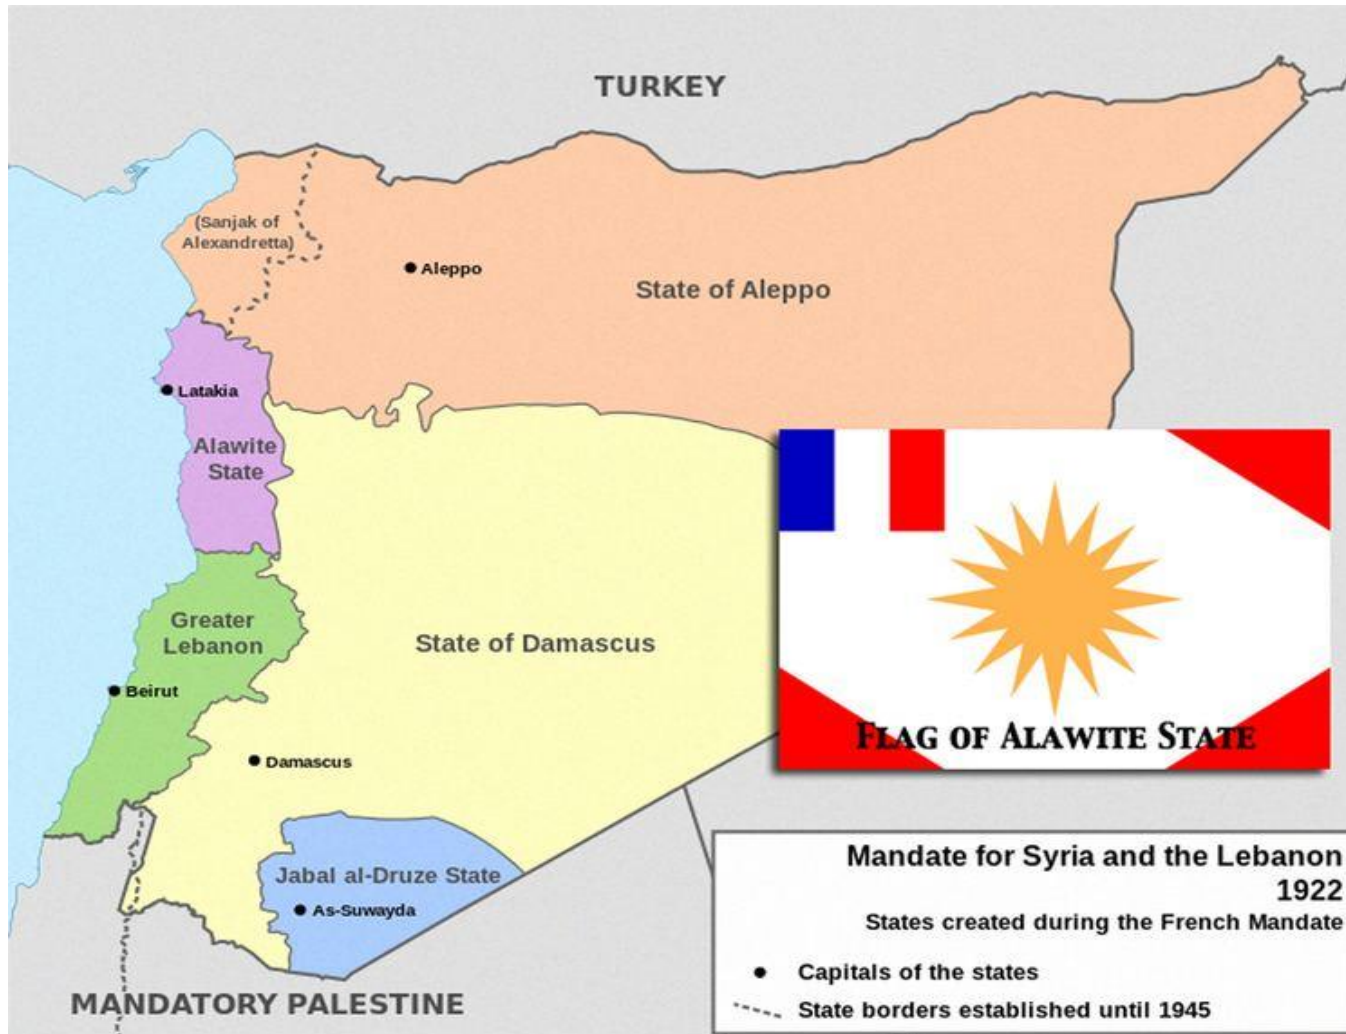 TURKEY
(Sanjak of
Alexandretta)
Aleppo
State of Aleppo
Latakia
Alawite
State
Greater
Lebanon
State of Damascus
Beirut
Damascus
FLAG OF ALAWITE STATE
Jabal al-Druze State
As-Suwayda
MANDATORY PALESTINE
Mandate for Syria and the Lebanon
1922
States created during the French Mandate
Capitals of the states
State borders established until 1945